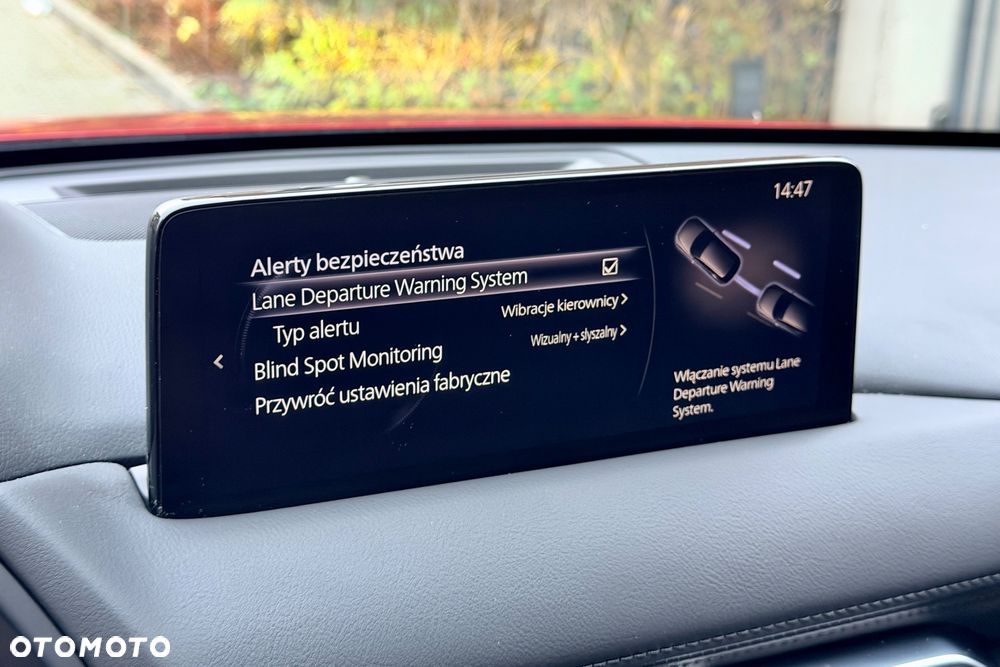 14:47
Alerty bezpieczeństwa
Lane Departure Warning System
Typ alertu Wibracje kierownicy >
Blind Spot Monitoring Wizualny + słyszalny >
Przywróć ustawienia fabryczne
Włączanie systemu Lane
Departure Warning
System.
OTOMOTO